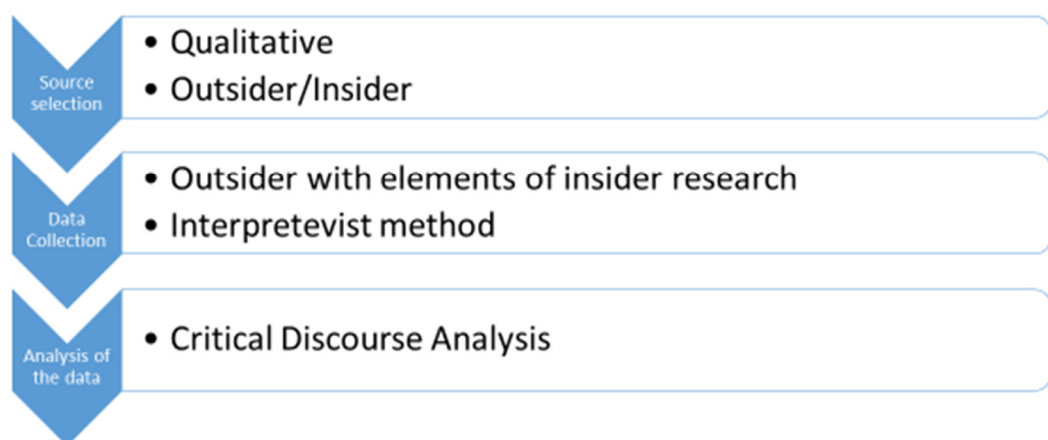 Source
selection
• Qualitative
• Outsider/Insider
Data
Collection
• Outsider with elements of insider research
• Interpretevist method
Analysis of
the data
• Critical Discourse Analysis